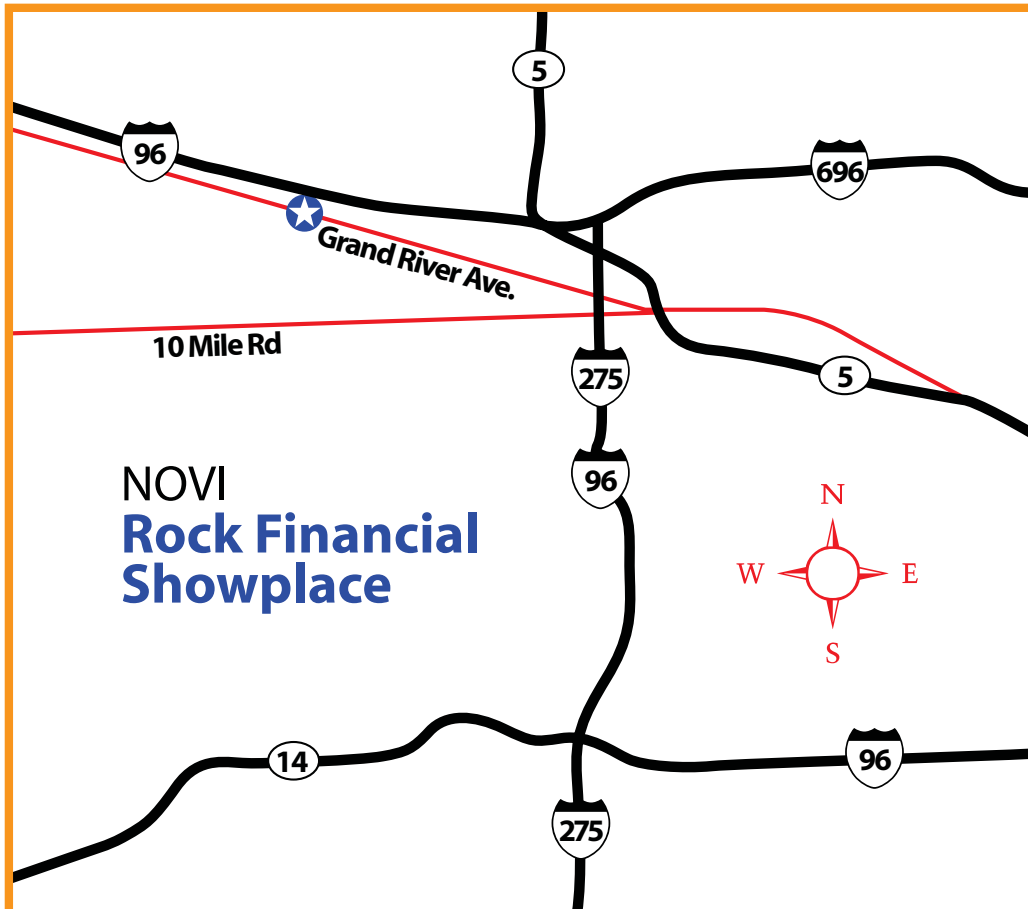 5
96
696
Grand River Ave.
10 Mile Rd
275
5
96
NOVI
Rock Financial
Showplace
N
W
E
S
14
96
275